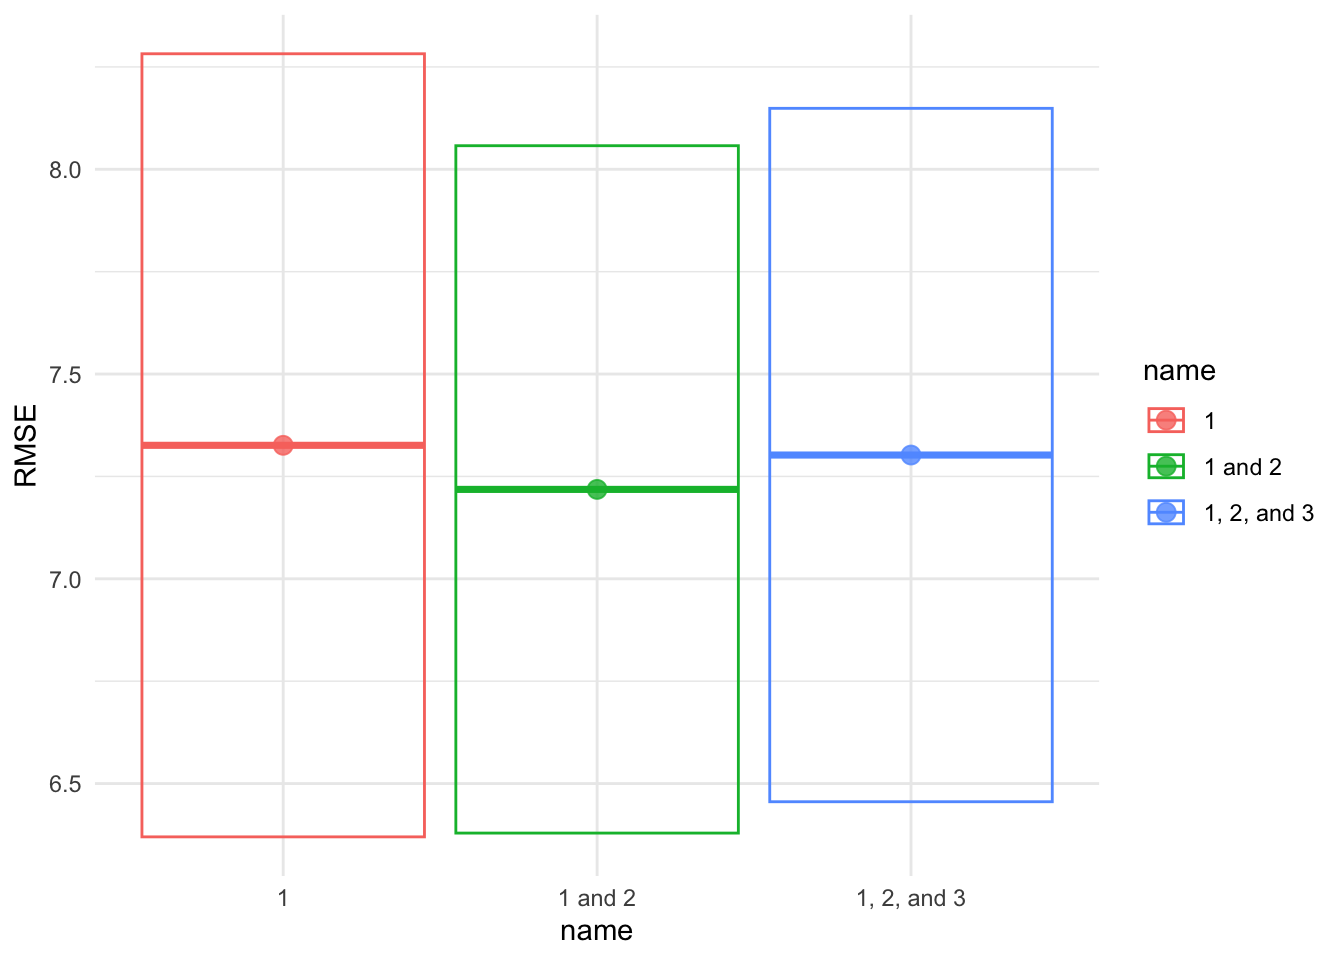 RMSE
8.0
7.5
7.0
6.5
1
1 and 2
1, 2, and 3
name
name
1
1 and 2
1, 2, and 3